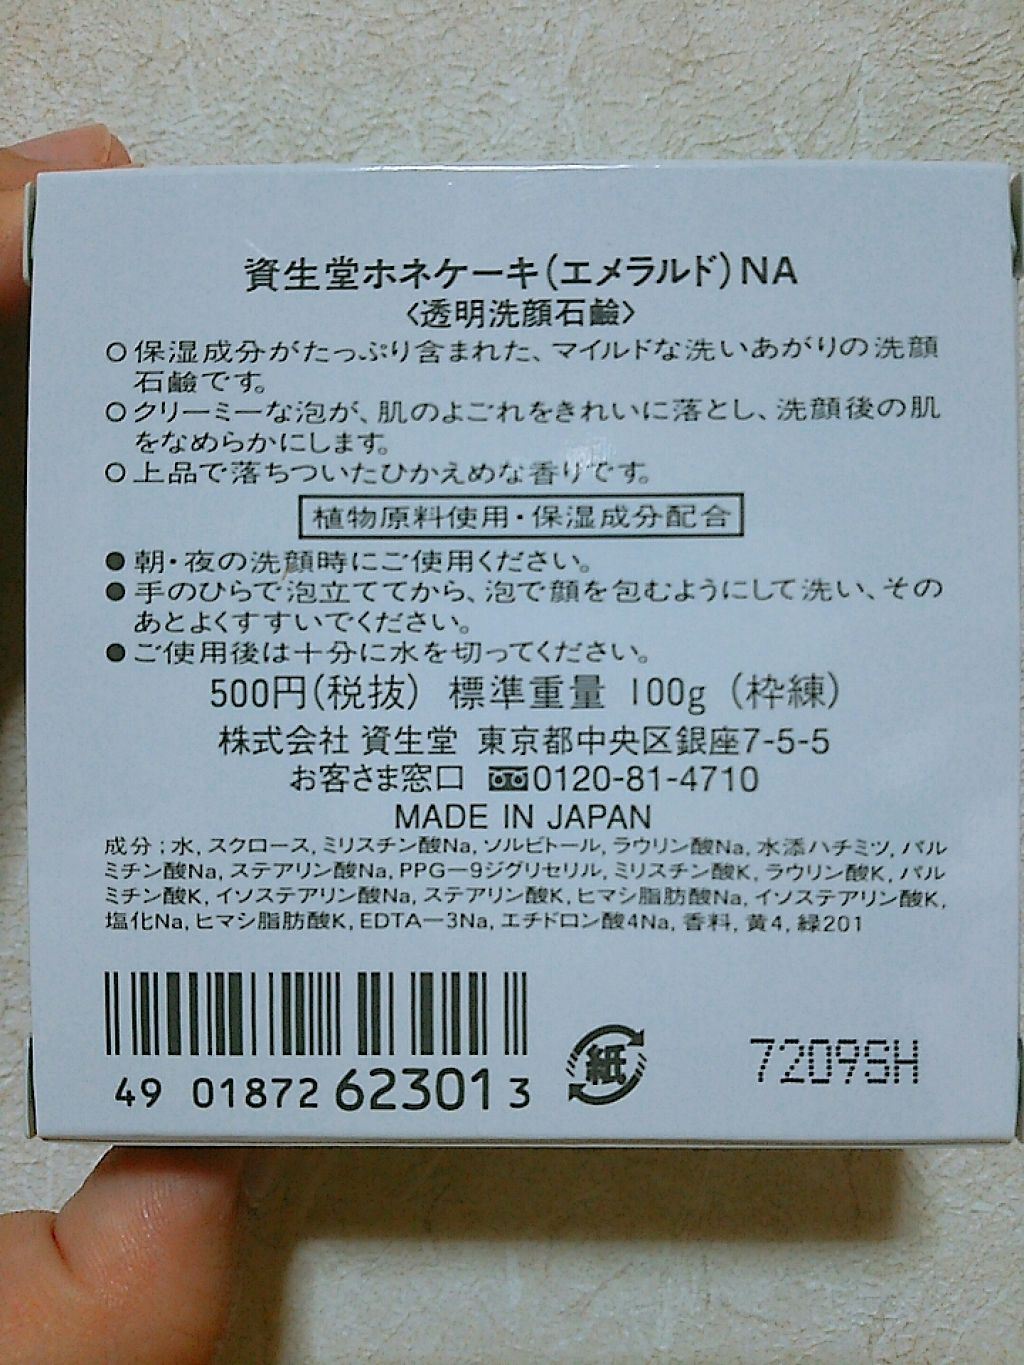 資生堂ホネケーキ(エメラルド)NA
〈透明洗顔石鹼〉
○保湿成分がたっぷり含まれた、マイルドな洗いあがりの洗顔
石鹼です。
○クリーミーな泡が、肌のよごれをきれいに落とし、洗顔後の肌
をなめらかにします。
○上品で落ちついたひかえめな香りです。
植物原料使用・保湿成分配合
●朝・夜の洗顔時にご使用ください。
●手のひらで泡立ててから、泡で顔を包むようにして洗い、その
あとよくすすいでください。
●ご使用後は十分に水を切ってください。
500円(税抜) 標準重量 100g (枠練)
株式会社 資生堂 東京都中央区銀座7-5-5
お客さま窓口 0120-81-4710
MADE IN JAPAN
成分;水,スクロース,ミリスチン酸Na,ソルビトール,ラウリン酸Na,水添ハチミツ,パル
ミチン酸Na,ステアリン酸Na,PPG-9ジグリセリル,ミリスチン酸K,ラウリン酸K,パル
ミチン酸K,イソステアリン酸Na,ステアリン酸K,ヒマシ脂肪酸Na,イソステアリン酸K,
塩化Na,ヒマシ脂肪酸K,EDTA-3Na,エチドロン酸4Na,香料,黄4,緑201
紙
7209SH
49 01872 623013